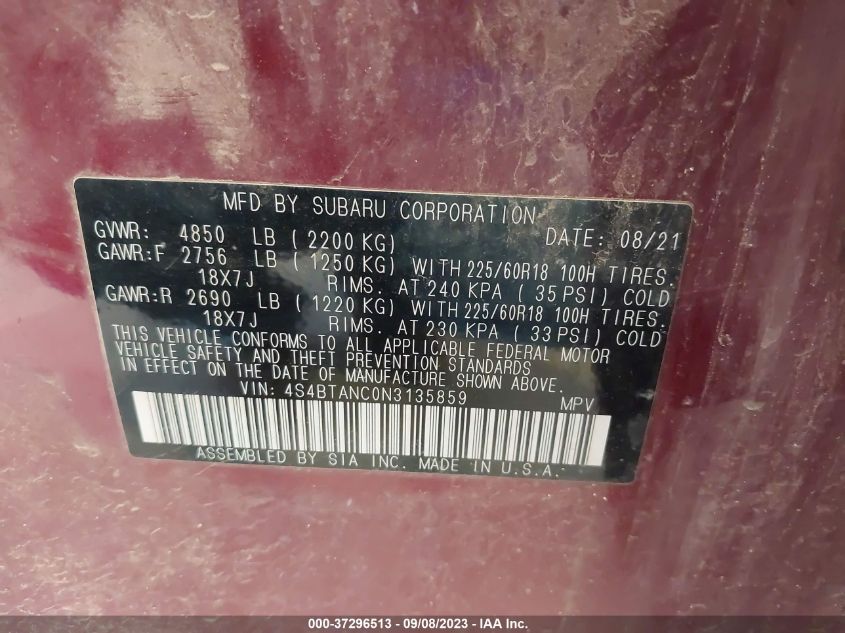 MFD BY SUBARU CORPORATION
GVWR: 4850 LB ( 2200 KG) DATE: 08/21
GAWR:F 2756 LB ( 1250 KG) WITH 225/60R18 100H TIRES.
18X7J RIMS. AT 240 KPA ( 35 PSI) COLD
GAWR:R 2690 LB ( 1220 KG) WITH 225/60R18 100H TIRES.
18X7J RIMS. AT 230 KPA ( 33 PSI) COLD
THIS VEHICLE CONFORMS TO ALL APPLICABLE FEDERAL MOTOR
VEHICLE SAFETY AND THEFT PREVENTION STANDARDS
IN EFFECT ON THE DATE OF MANUFACTURE SHOWN ABOVE.
VIN: 4S4BTANC0N3135859 MPV
ASSEMBLED BY SIA INC. MADE IN U.S.A.
000-37296513 - 09/08/2023 - IAA Inc.